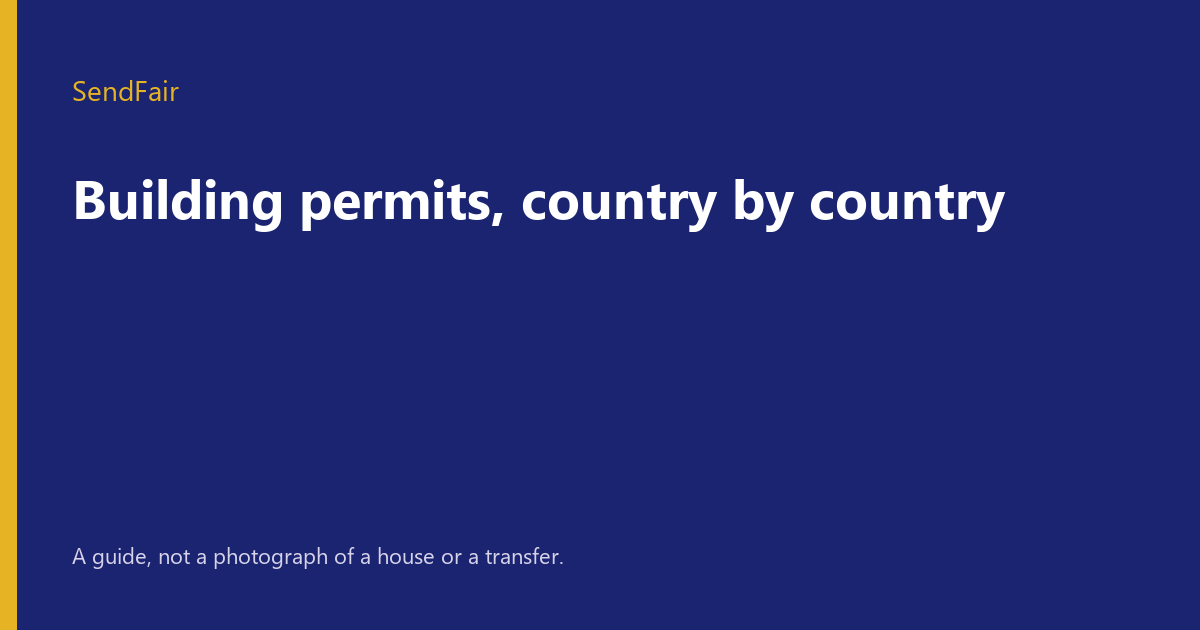 SendFair
Building permits, country by country
A guide, not a photograph of a house or a transfer.